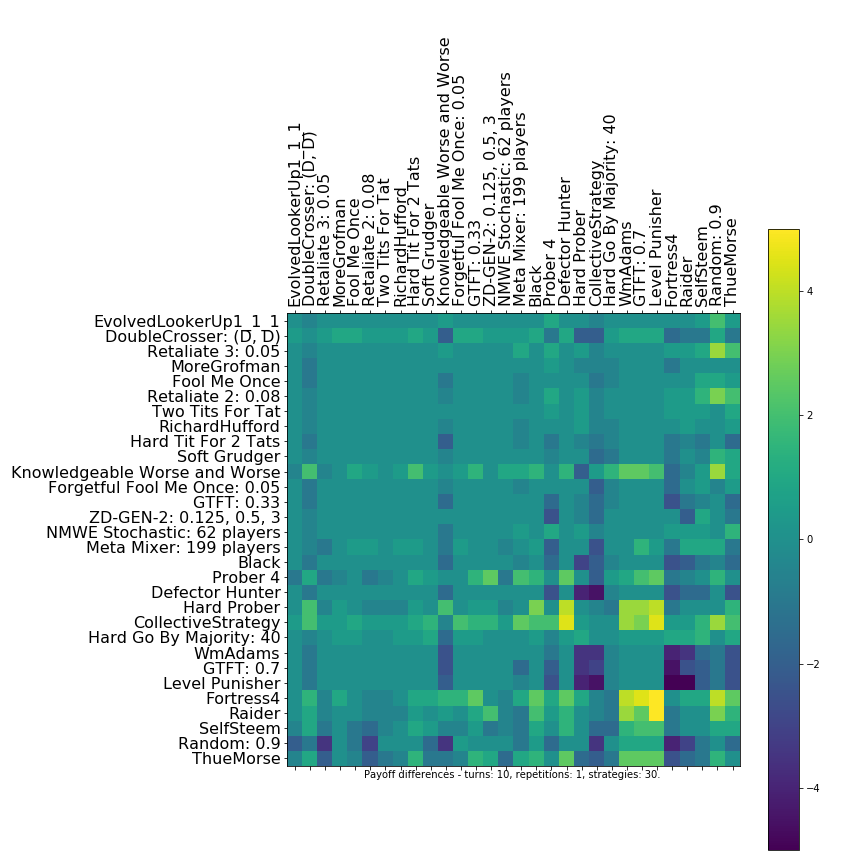 EvolvedLookerUp1_1_1
DoubleCrosser: (D, D)
Retaliate 3: 0.05
MoreGrofman
Fool Me Once
Retaliate 2: 0.08
Two Tits For Tat
RichardHufford
Hard Tit For 2 Tats
Soft Grudger
Knowledgeable Worse and Worse
Forgetful Fool Me Once: 0.05
GTFT: 0.33
ZD-GEN-2: 0.125, 0.5, 3
NMWE Stochastic: 62 players
Meta Mixer: 199 players
Black
Prober 4
Defector Hunter
Hard Prober
CollectiveStrategy
Hard Go By Majority: 40
WmAdams
GTFT: 0.7
Level Punisher
Fortress4
Raider
SelfSteem
Random: 0.9
ThueMorse
EvolvedLookerUp1_1_1
DoubleCrosser: (D, D)
Retaliate 3: 0.05
MoreGrofman
Fool Me Once
Retaliate 2: 0.08
Two Tits For Tat
RichardHufford
Hard Tit For 2 Tats
Soft Grudger
Knowledgeable Worse and Worse
Forgetful Fool Me Once: 0.05
GTFT: 0.33
ZD-GEN-2: 0.125, 0.5, 3
NMWE Stochastic: 62 players
Meta Mixer: 199 players
Black
Prober 4
Defector Hunter
Hard Prober
CollectiveStrategy
Hard Go By Majority: 40
WmAdams
GTFT: 0.7
Level Punisher
Fortress4
Raider
SelfSteem
Random: 0.9
ThueMorse
Payoff differences - turns: 10, repetitions: 1, strategies: 30.
4
2
0
−2
−4